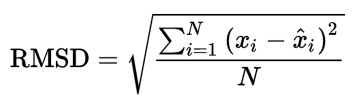 RMSD = \sqrt{\frac{\sum_{i=1}^{N} (x_i - \hat{x}_i)^2}{N}}